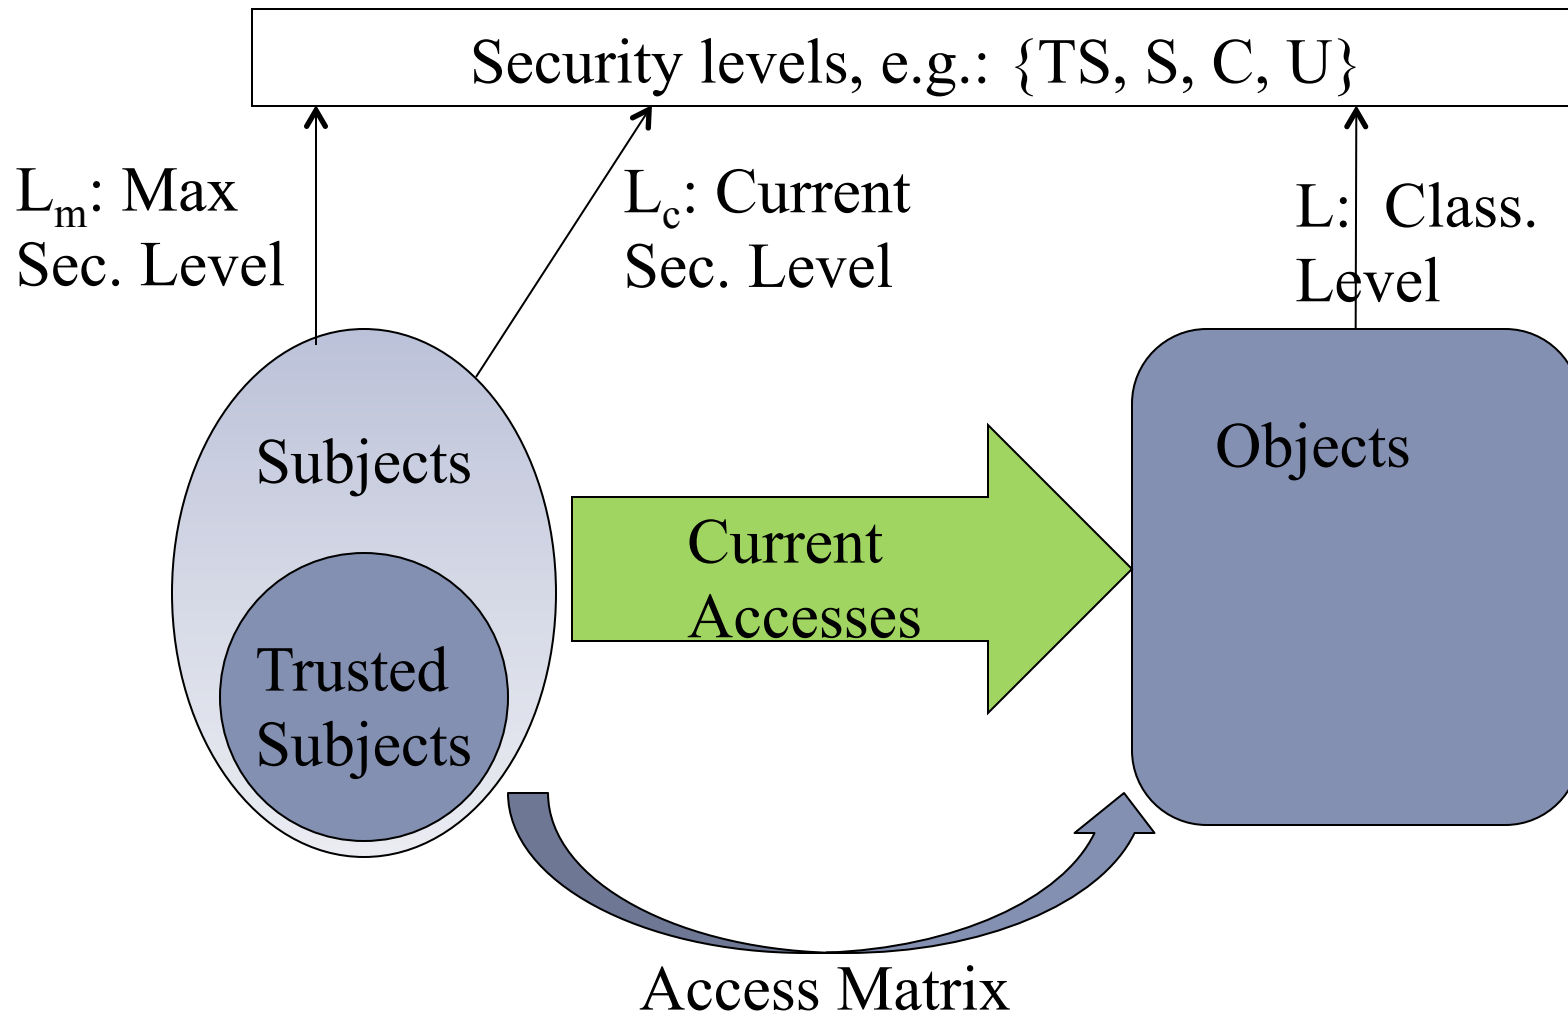 Security levels, e.g.: {TS, S, C, U}
Lm: Max
Sec. Level
Lc: Current
Sec. Level
L: Class.
Level
Subjects
Objects
Current
Accesses
Trusted
Subjects
Access Matrix